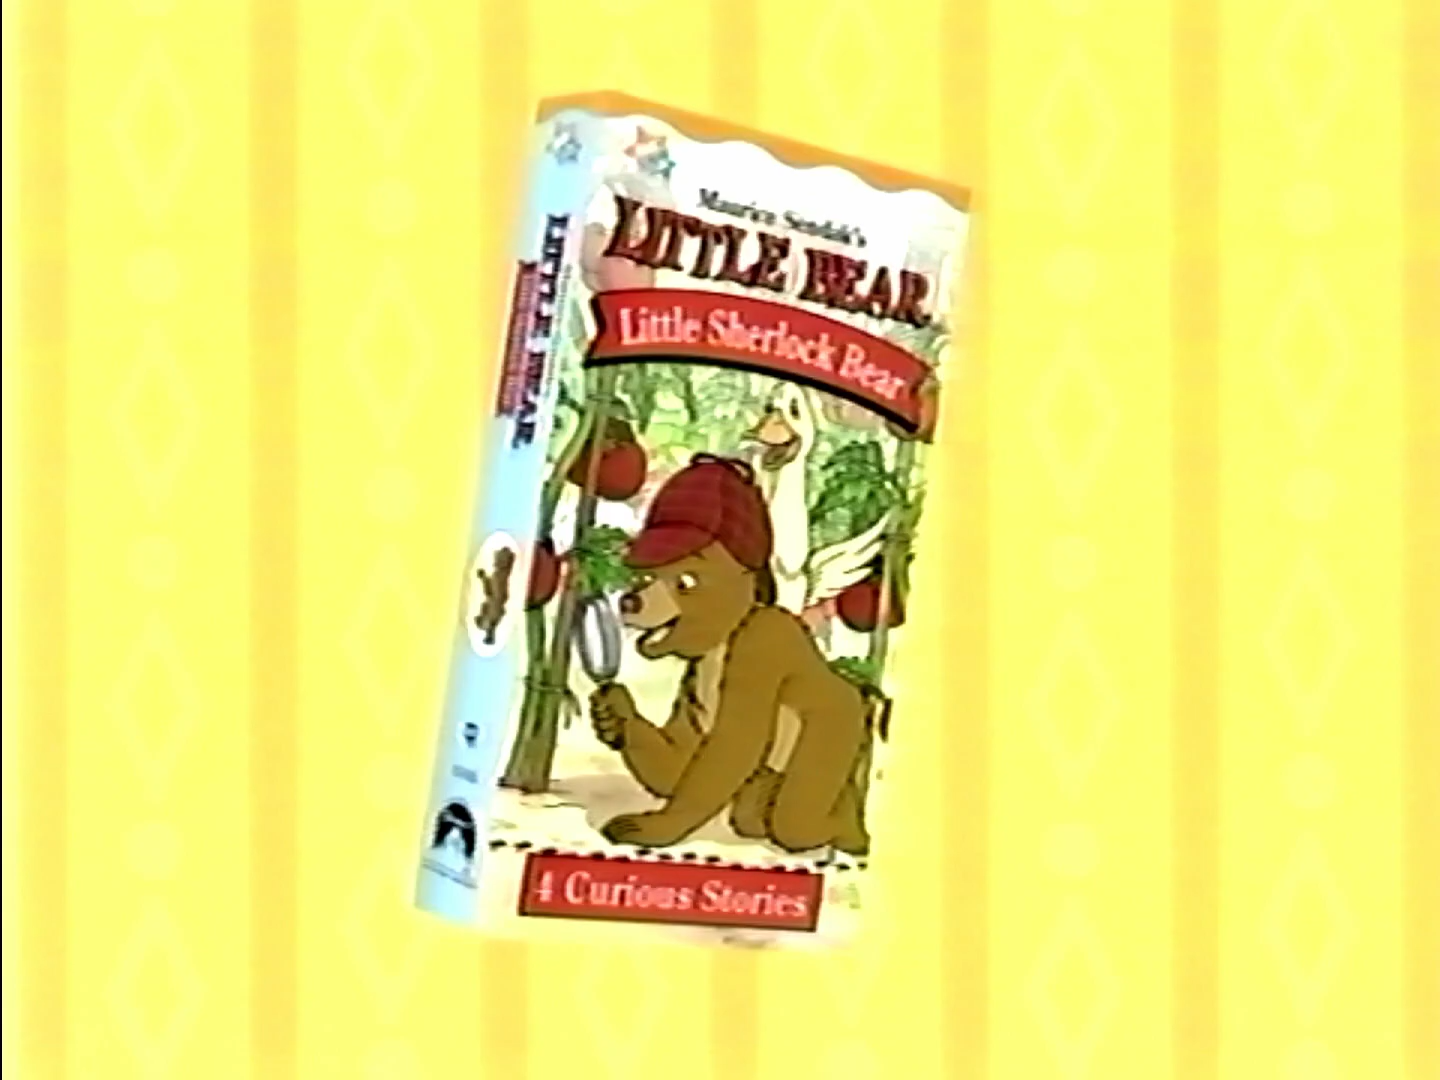 Maurice Sendak's
LITTLE BEAR
Little Sherlock Bear
4 Curious Stories
LITTLE BEAR